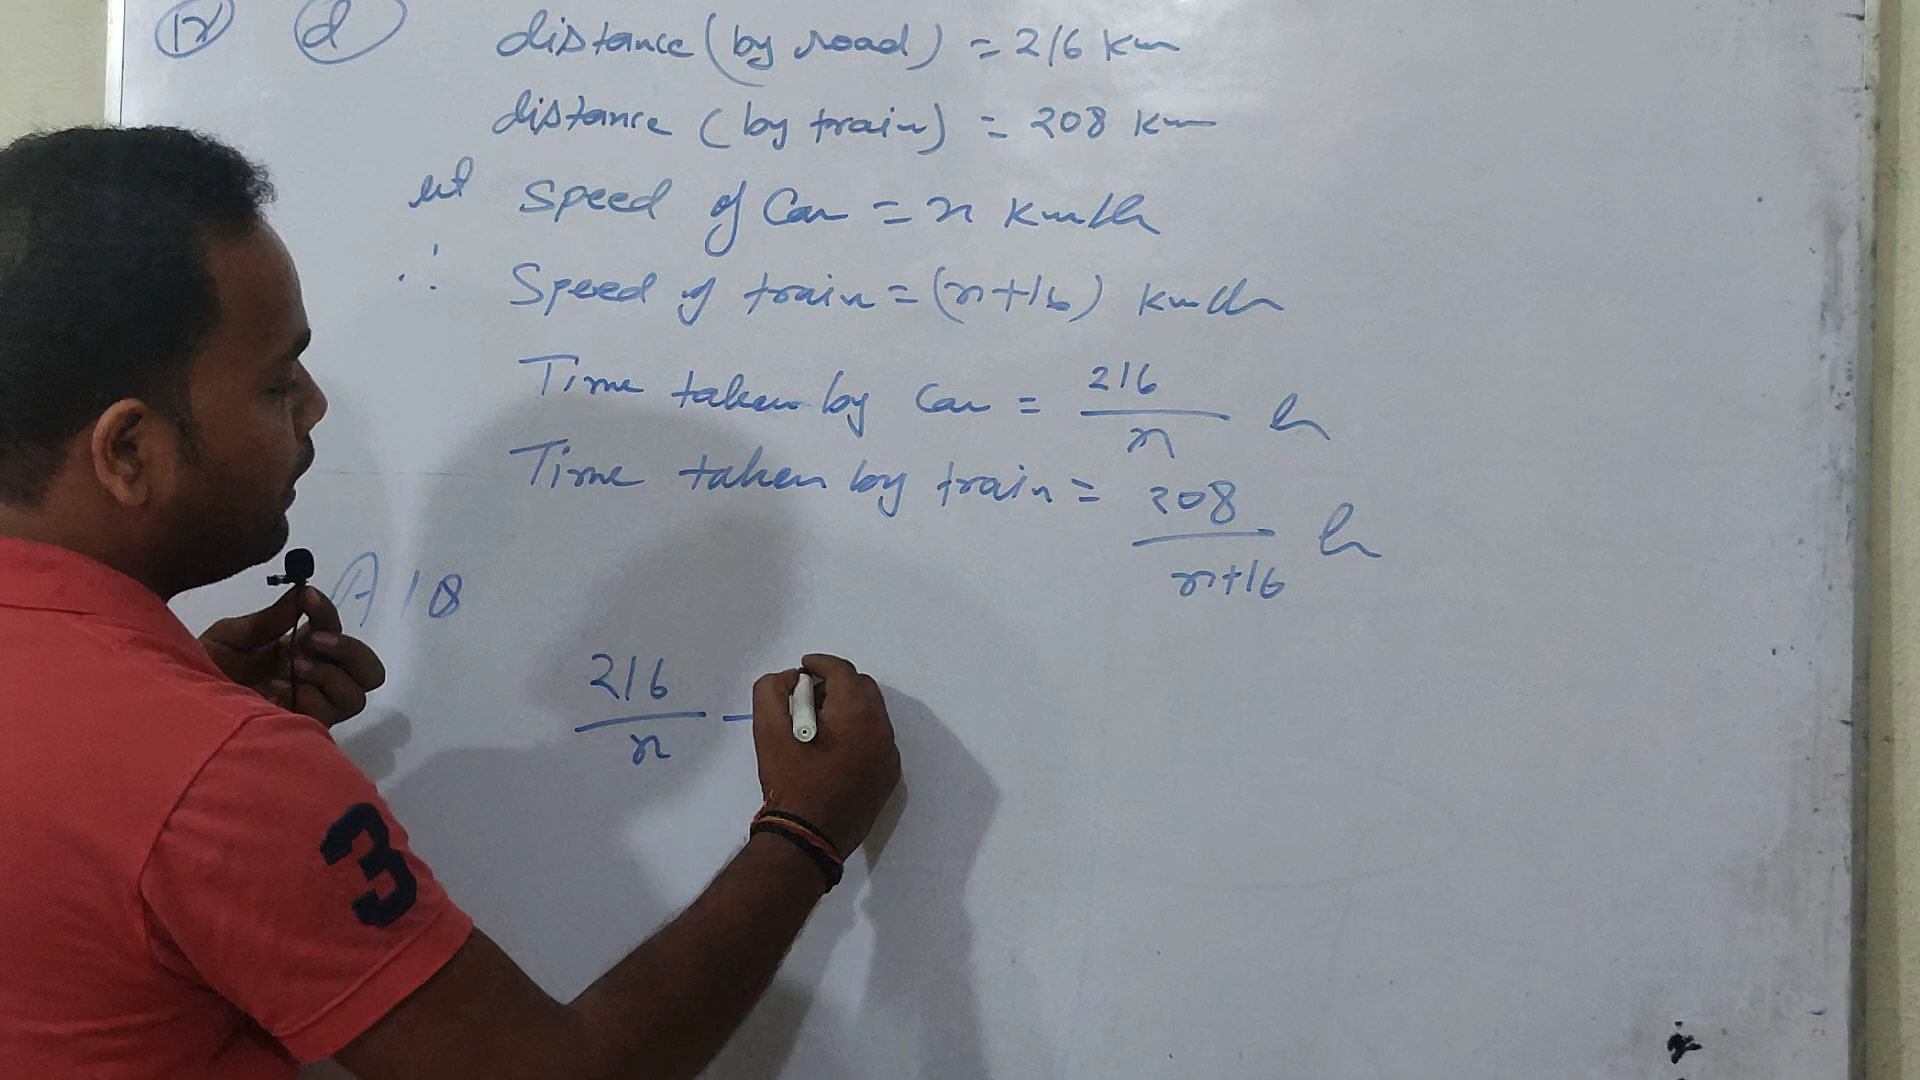 12 d distance (by road) = 216 km
distance (by train) = 208 km
let speed of car = x km/h
∴ Speed of train = (x+16) km/h
Time taken by car = 216/x h
Time taken by train = 208/x+16 h
A/B
216/x -
3